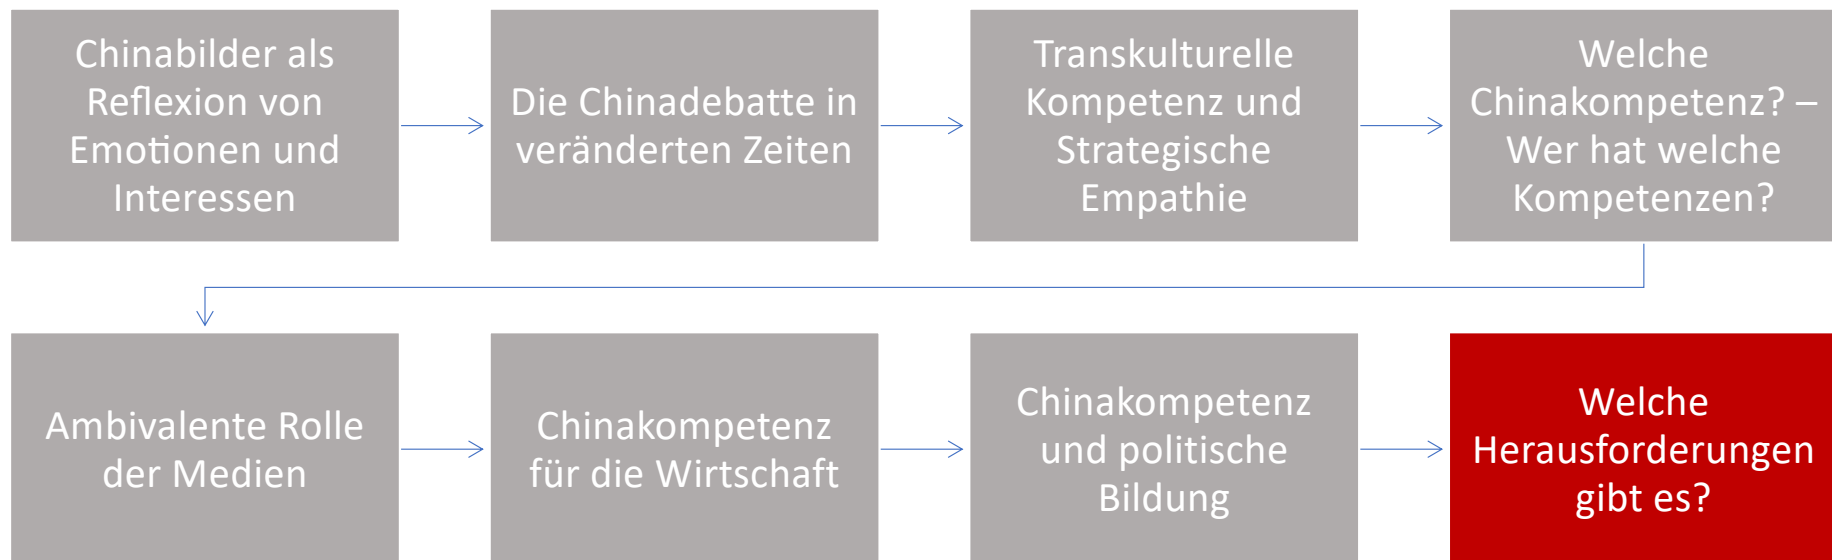 Chinabilder als
Reflexion von
Emotionen und
Interessen
Die Chinadebatte in
veränderten Zeiten
Transkulturelle
Kompetenz und
Strategische
Empathie
Welche
Chinakompetenz? –
Wer hat welche
Kompetenzen?
Ambivalente Rolle
der Medien
Chinakompetenz
für die Wirtschaft
Chinakompetenz
und politische
Bildung
Welche
Herausforderungen
gibt es?